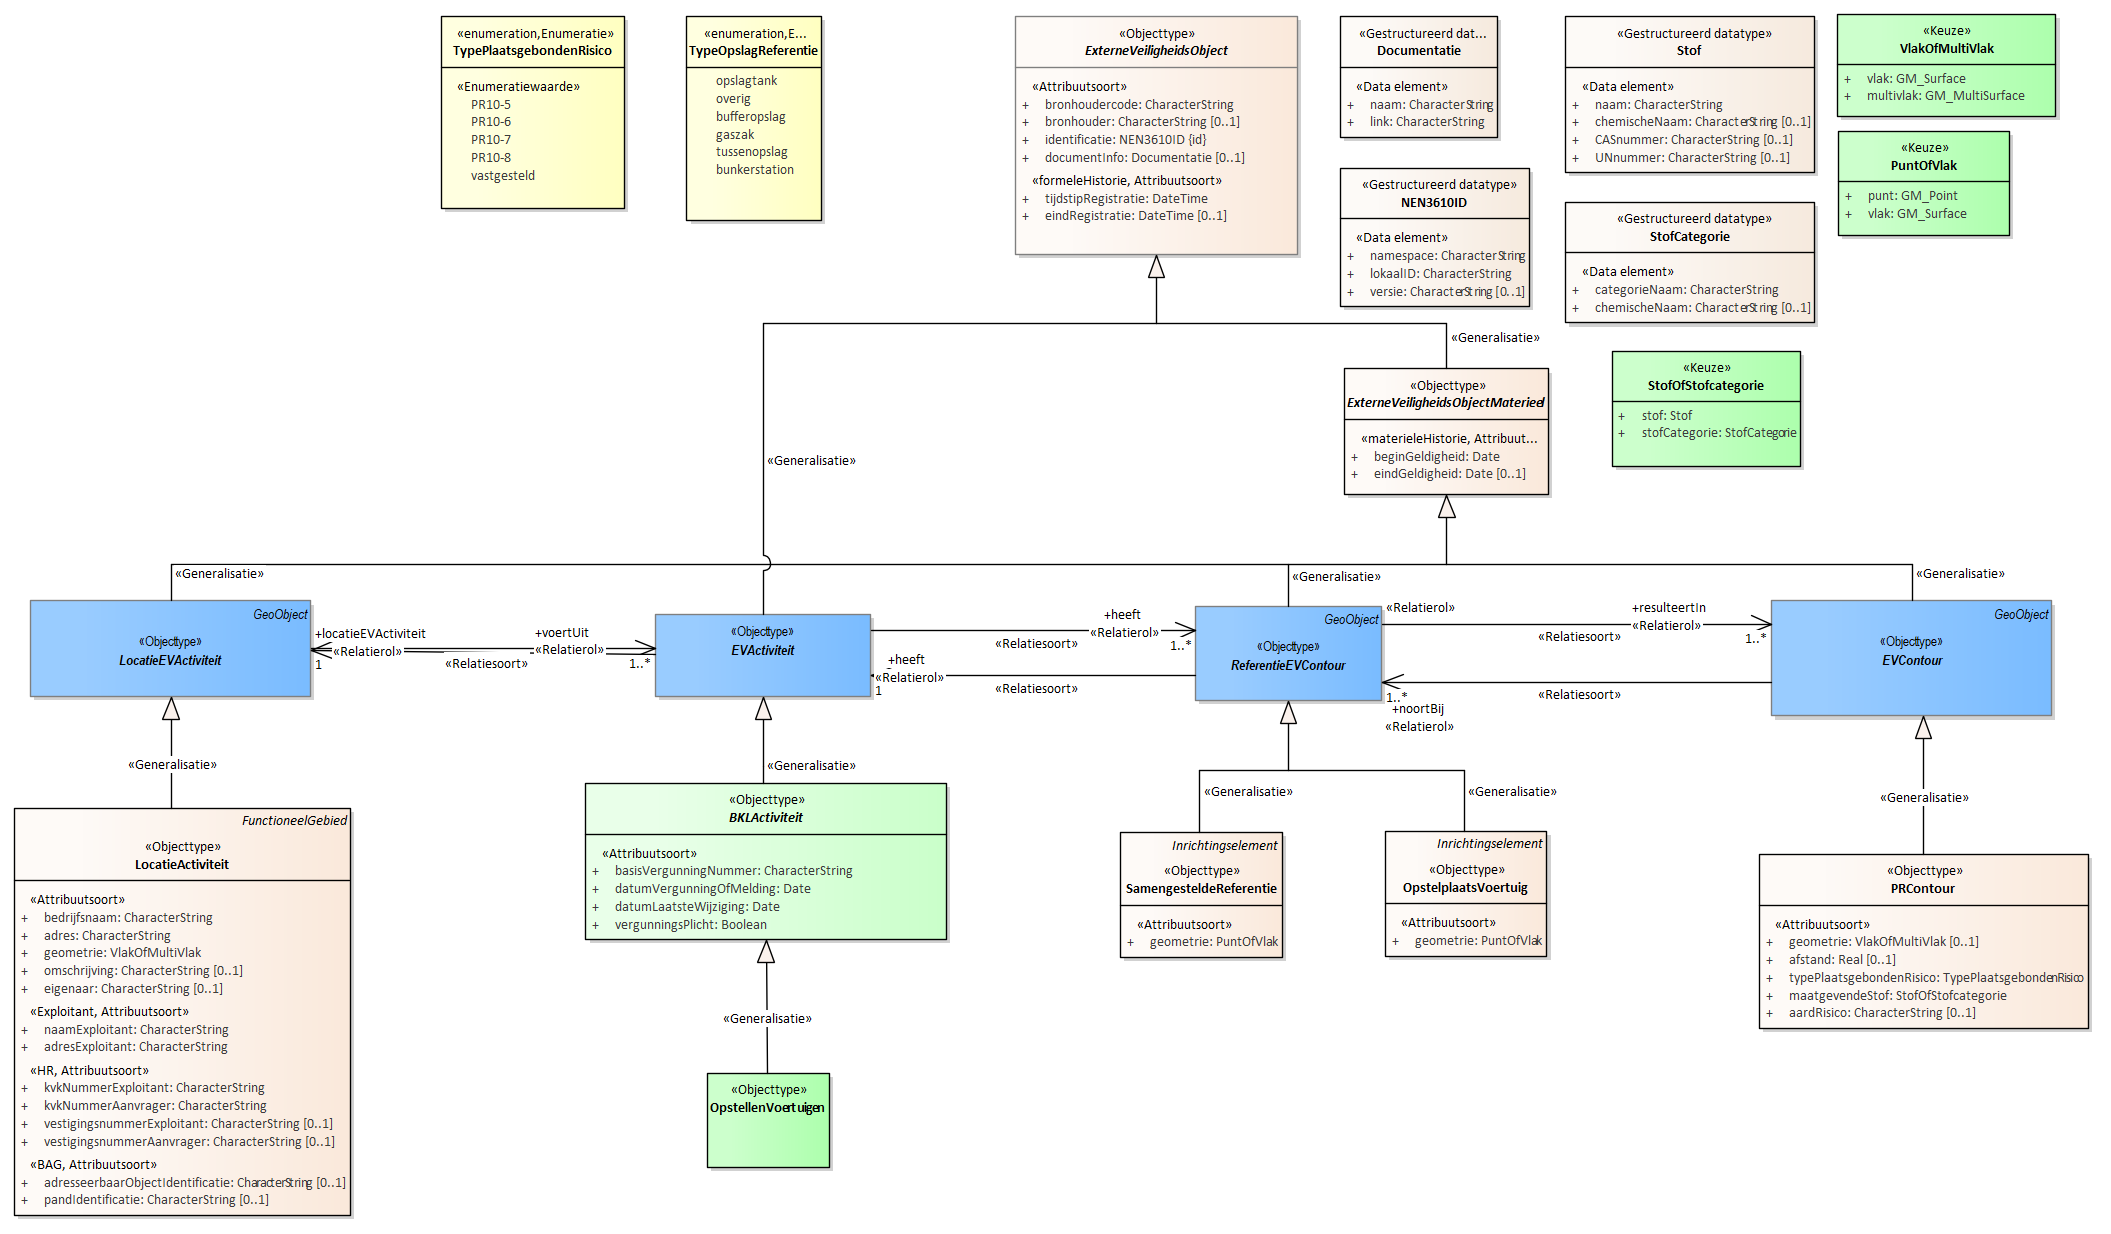 «enumeration,Enumeratie»
TypePlaatsgebondenRisico
«Enumeratiewaarde»
PR10-5
PR10-6
PR10-7
PR10-8
vastgesteld
«enumeration,E...
TypeOpslagReferentie
opslagtank
overig
bufferopslag
gaszak
tussenopslag
bunkerstation
«Objecttype»
ExterneVeiligheidsObject
«Attribuutsoort»
+ bronhoudercode: CharacterString
+ bronhouder: CharacterString [0..1]
+ identificatie: NEN3610ID {id}
+ documentInfo: Documentatie [0..1]
«formeleHistorie, Attribuutsoort»
+ tijdstipRegistratie: DateTime
+ eindRegistratie: DateTime [0..1]
«Gestructureerd dat...
Documentatie
«Data element»
+ naam: CharacterString
+ link: CharacterString
«Gestructureerd datatype»
NEN3610ID
«Data element»
+ namespace: CharacterString
+ lokaalID: CharacterString
+ versie: CharacterString [0..1]
«Gestructureerd datatype»
Stof
«Data element»
+ naam: CharacterString
+ chemischeNaam: CharacterString [0..1]
+ CASnummer: CharacterString [0..1]
+ UNnummer: CharacterString [0..1]
«Gestructureerd datatype»
StofCategorie
«Data element»
+ categorieNaam: CharacterString
+ chemischeNaam: CharacterString [0..1]
«Keuze»
VlakOfMultiVlak
+ vlak: GM_Surface
+ multivlak: GM_MultiSurface
«Keuze»
PuntOfVlak
+ punt: GM_Point
+ vlak: GM_Surface
«Keuze»
StofOfStofcategorie
+ stof: Stof
+ stofCategorie: StofCategorie
«Generalisatie»
«Objecttype»
ExterneVeiligheidsObjectMaterieel
«materieleHistorie, Attribuut...
+ beginGeldigheid: Date
+ eindGeldigheid: Date [0..1]
«Generalisatie»
«Generalisatie»
«Generalisatie»
«Generalisatie»
GeoObject
«Objecttype»
LocatieEVActiviteit
+locatieEVActiviteit
«Relatierol»
1
«Relatiesoort»
+voertUit
«Relatierol»
1..*
«Objecttype»
EVActiviteit
«Relatiesoort»
+heeft
«Relatierol»
1..*
+heeft
«Relatierol»
1
«Relatiesoort»
GeoObject
«Objecttype»
ReferentieEVContour
«Relatierol»
«Relatiesoort»
+resulteertIn
«Relatierol»
1..*
1..*
+noortBij
«Relatierol»
«Relatiesoort»
GeoObject
«Objecttype»
EVContour
«Generalisatie»
«Generalisatie»
«Generalisatie»
«Generalisatie»
«Generalisatie»
FunctioneelGebied
«Objecttype»
LocatieActiviteit
«Attribuutsoort»
+ bedrijfsnaam: CharacterString
+ adres: CharacterString
+ geometrie: VlakOfMultiVlak
+ omschrijving: CharacterString [0..1]
+ eigenaar: CharacterString [0..1]
«Exploitant, Attribuutsoort»
+ naamExploitant: CharacterString
+ adresExploitant: CharacterString
«HR, Attribuutsoort»
+ kvkNummerExploitant: CharacterString
+ kvkNummerAanvrager: CharacterString
+ vestigingsnummerExploitant: CharacterString [0..1]
+ vestigingsnummerAanvrager: CharacterString [0..1]
«BAG, Attribuutsoort»
+ adresseerbaarObjectIdentificatie: CharacterString [0..1]
+ pandIdentificatie: CharacterString [0..1]
«Objecttype»
BKLActiviteit
«Attribuutsoort»
+ basisVergunningNummer: CharacterString
+ datumVergunningOfMelding: Date
+ datumLaatsteWijziging: Date
+ vergunningsPlicht: Boolean
«Generalisatie»
«Objecttype»
OpstellenVoertuigen
Inrichtingselement
«Objecttype»
SamengesteldeReferentie
«Attribuutsoort»
+ geometrie: PuntOfVlak
Inrichtingselement
«Objecttype»
OpstelplaatsVoertuig
«Attribuutsoort»
+ geometrie: PuntOfVlak
«Objecttype»
PRContour
«Attribuutsoort»
+ geometrie: VlakOfMultiVlak [0..1]
+ afstand: Real [0..1]
+ typePlaatsgebondenRisico: TypePlaatsgebondenRisico
+ maatgevendeStof: StofOfStofcategorie
+ aardRisico: CharacterString [0..1]